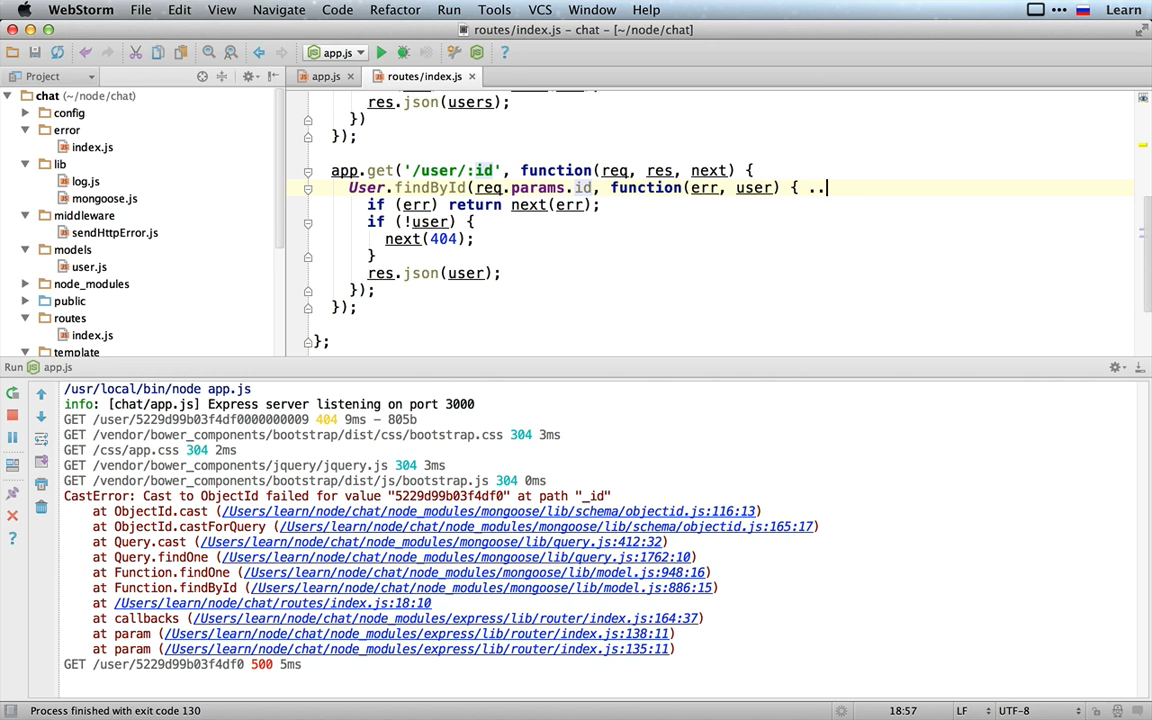 WebStorm File Edit View Navigate Code Refactor Run Tools VCS Window Help Learn
routes/index.js - chat - [~/node/chat]
app.js
Project
app.js
routes/index.js
chat (~/node/chat)
config
error
index.js
lib
log.js
mongoose.js
middleware
sendHttpError.js
models
user.js
node_modules
public
routes
index.js
template
res.json(users);
})
});
app.get('/user/:id', function(req, res, next) {
User.findById(req.params.id, function(err, user) { ..
if (err) return next(err);
if (!user) {
next(404);
}
res.json(user);
});
});
};
Run app.js
/usr/local/bin/node app.js
info: [chat/app.js] Express server listening on port 3000
GET /user/5229d99b03f4df0000000009 404 9ms - 805b
GET /vendor/bower_components/bootstrap/dist/css/bootstrap.css 304 3ms
GET /css/app.css 304 2ms
GET /vendor/bower_components/jquery/jquery.js 304 3ms
GET /vendor/bower_components/bootstrap/dist/js/bootstrap.js 304 0ms
CastError: Cast to ObjectId failed for value "5229d99b03f4df0" at path "_id"
at ObjectId.cast (/Users/learn/node/chat/node_modules/mongoose/lib/schema/objectid.js:116:13)
at ObjectId.castForQuery (/Users/learn/node/chat/node_modules/mongoose/lib/schema/objectid.js:165:17)
at Query.cast (/Users/learn/node/chat/node_modules/mongoose/lib/query.js:412:32)
at Query.findOne (/Users/learn/node/chat/node_modules/mongoose/lib/query.js:1762:10)
at Function.findOne (/Users/learn/node/chat/node_modules/mongoose/lib/model.js:948:16)
at Function.findById (/Users/learn/node/chat/node_modules/mongoose/lib/model.js:886:15)
at /Users/learn/node/chat/routes/index.js:18:10
at callbacks (/Users/learn/node/chat/node_modules/express/lib/router/index.js:164:37)
at param (/Users/learn/node/chat/node_modules/express/lib/router/index.js:138:11)
at param (/Users/learn/node/chat/node_modules/express/lib/router/index.js:135:11)
GET /user/5229d99b03f4df0 500 5ms
Process finished with exit code 130
18:57 LF UTF-8